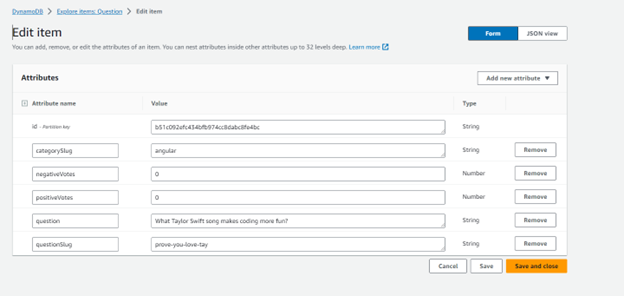 DynamoDB > Explore items: Question > Edit item
Edit item
Form JSON view
You can add, remove, or edit the attributes of an item. You can nest attributes inside other attributes up to 32 levels deep. Learn more
Attributes
Add new attribute
Attribute name Value Type
id - Partition key b51c092efc434bfb974cc8dabc8fe4bc String
categorySlug angular String Remove
negativeVotes 0 Number Remove
positiveVotes 0 Number Remove
question What Taylor Swift song makes coding more fun? String Remove
questionSlug prove-you-love-tay String Remove
Cancel Save Save and close